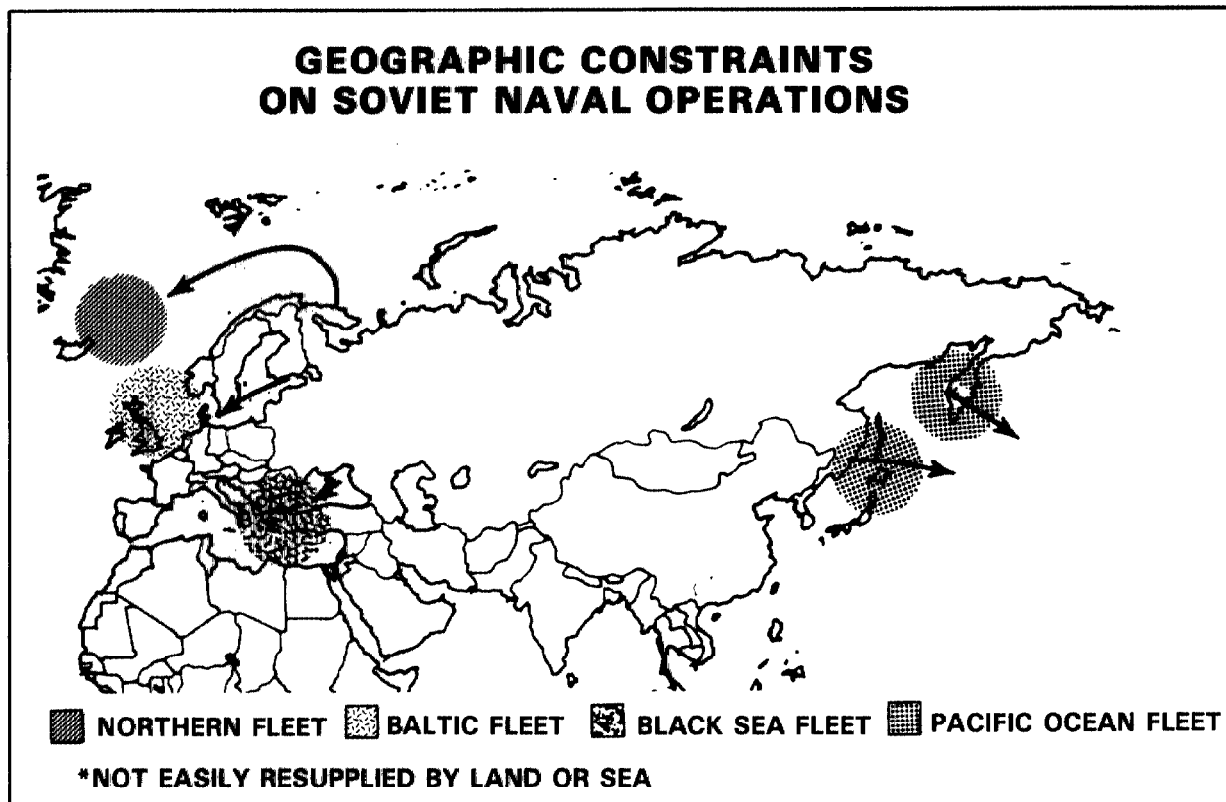 GEOGRAPHIC CONSTRAINTS
ON SOVIET NAVAL OPERATIONS
NORTHERN FLEET BALTIC FLEET BLACK SEA FLEET PACIFIC OCEAN FLEET
*NOT EASILY RESUPPLIED BY LAND OR SEA